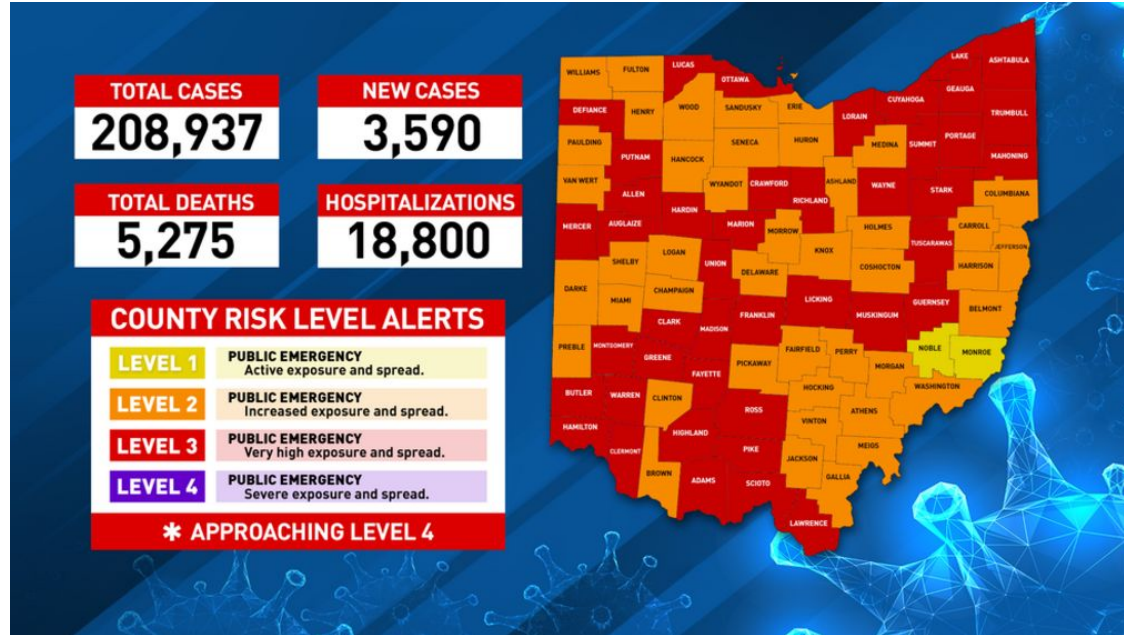 TOTAL CASES
208,937
NEW CASES
3,590
TOTAL DEATHS
5,275
HOSPITALIZATIONS
18,800
COUNTY RISK LEVEL ALERTS
LEVEL 1
PUBLIC EMERGENCY
Active exposure and spread.
LEVEL 2
PUBLIC EMERGENCY
Increased exposure and spread.
LEVEL 3
PUBLIC EMERGENCY
Very high exposure and spread.
LEVEL 4
PUBLIC EMERGENCY
Severe exposure and spread.
* APPROACHING LEVEL 4
WILLIAMS
FULTON
LUCAS
OTTAWA
LAKE
ASHTABULA
GEAUGA
CUYAHOGA
DEFIANCE
HENRY
WOOD
SANDUSKY
ERIE
LORAIN
TRUMBULL
PAULDING
PUTNAM
HANCOCK
SENECA
HURON
MEDINA
SUMMIT
PORTAGE
MAHONING
VAN WERT
ALLEN
WYANDOT
CRAWFORD
RICHLAND
ASHLAND
WAYNE
STARK
COLUMBIANA
MERCER
AUGLAIZE
HARDIN
MARION
MORROW
HOLMES
CARROLL
TUSCARAWAS
JEFFERSON
SHELBY
LOGAN
UNION
DELAWARE
KNOX
COSHOCTON
HARRISON
DARKE
MIAMI
CHAMPAIGN
LICKING
GUERNSEY
BELMONT
CLARK
MADISON
FRANKLIN
MUSKINGUM
PREBLE
MONTGOMERY
GREENE
FAYETTE
PICKAWAY
FAIRFIELD
PERRY
MORGAN
NOBLE
MONROE
BUTLER
WARREN
CLINTON
ROSS
HOCKING
ATHENS
WASHINGTON
HAMILTON
CLERMONT
HIGHLAND
PIKE
VINTON
MEIGS
BROWN
ADAMS
SCIOTO
JACKSON
GALLIA
LAWRENCE